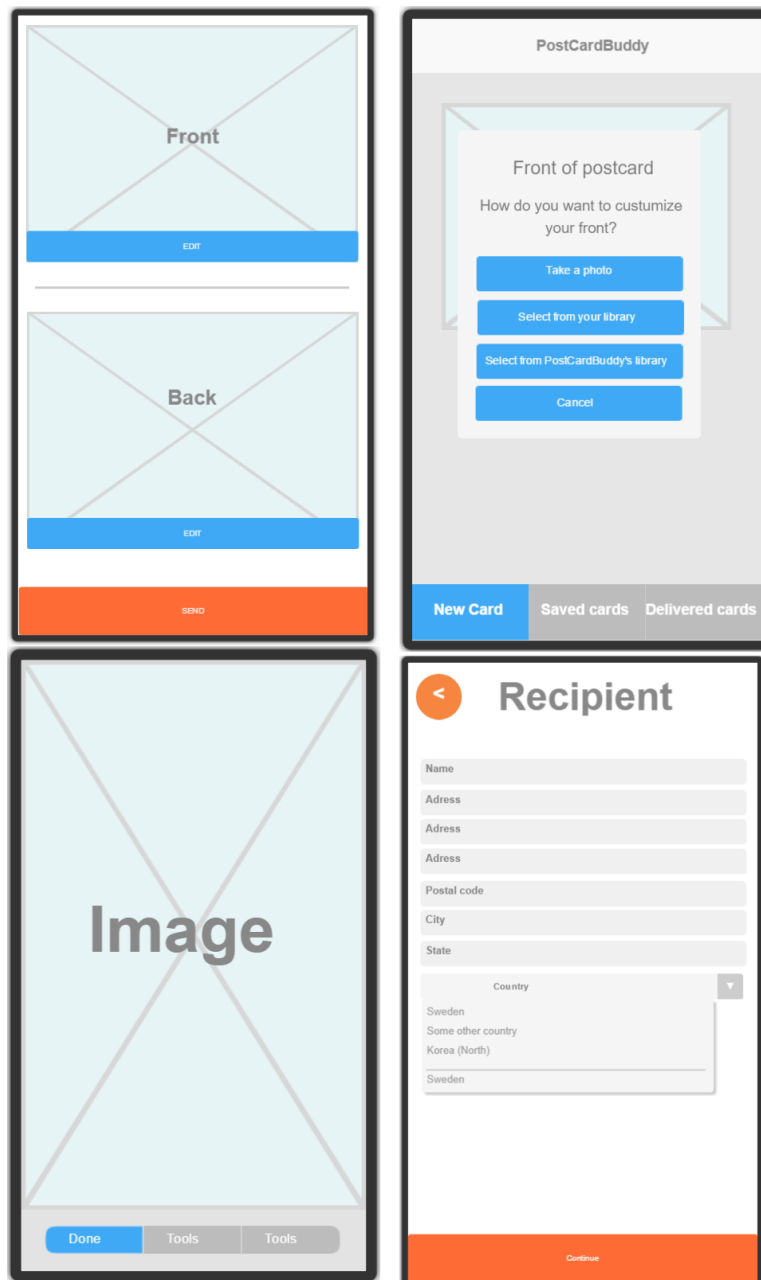 Front
EDIT
Back
EDIT
SEND
PostCardBuddy
Front of postcard
How do you want to custumize
your front?
Take a photo
Select from your library
Select from PostCardBuddy's library
Cancel
New Card
Saved cards
Delivered cards
Image
Done
Tools
Tools
<
Recipient
Name
Adress
Adress
Adress
Postal code
City
State
Country
▼
Sweden
Some other country
Korea (North)
Sweden
Continue